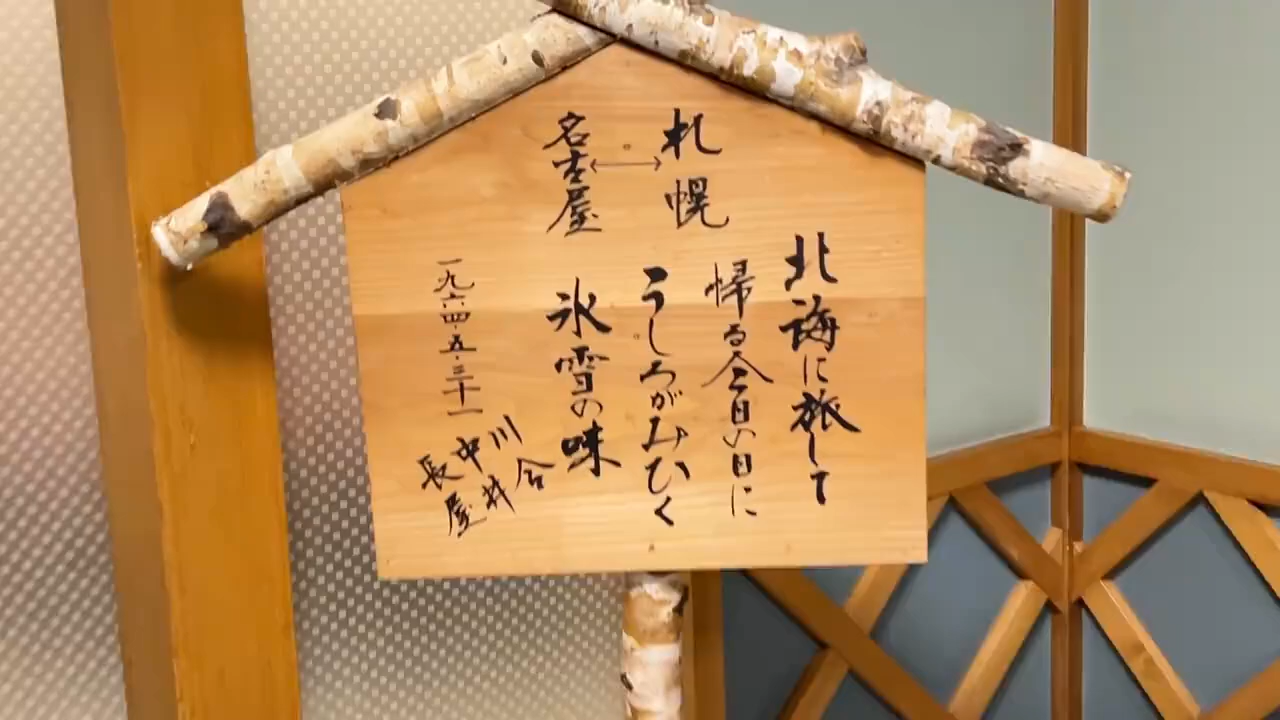 札幌↔名古屋
北海に旅して
帰る今日の日に
うしろがみひく
氷雪の味
一九六四・五・三十一
川合
中井
長屋